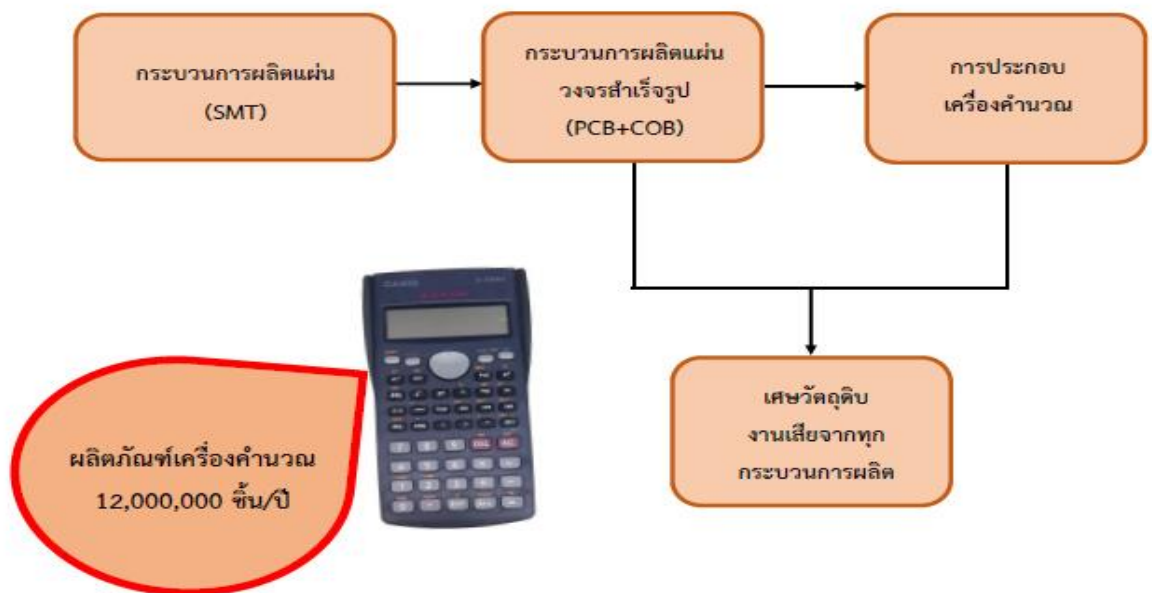 กระบวนการผลิตแผ่น
(SMT)
กระบวนการผลิตแผ่น
วงจรสำเร็จรูป
(PCB+COB)
การประกอบ
เครื่องคำนวณ
CASIO
ผลิตภัณฑ์เครื่องคำนวณ
12,000,000 ชิ้น/ปี
เศษวัตถุดิบ
งานเสียจากทุก
กระบวนการผลิต